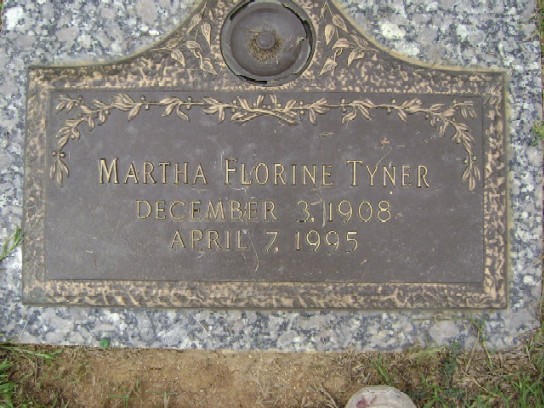 MARTHA FLORINE TYNER
DECEMBER 3, 1908
APRIL 7, 1995